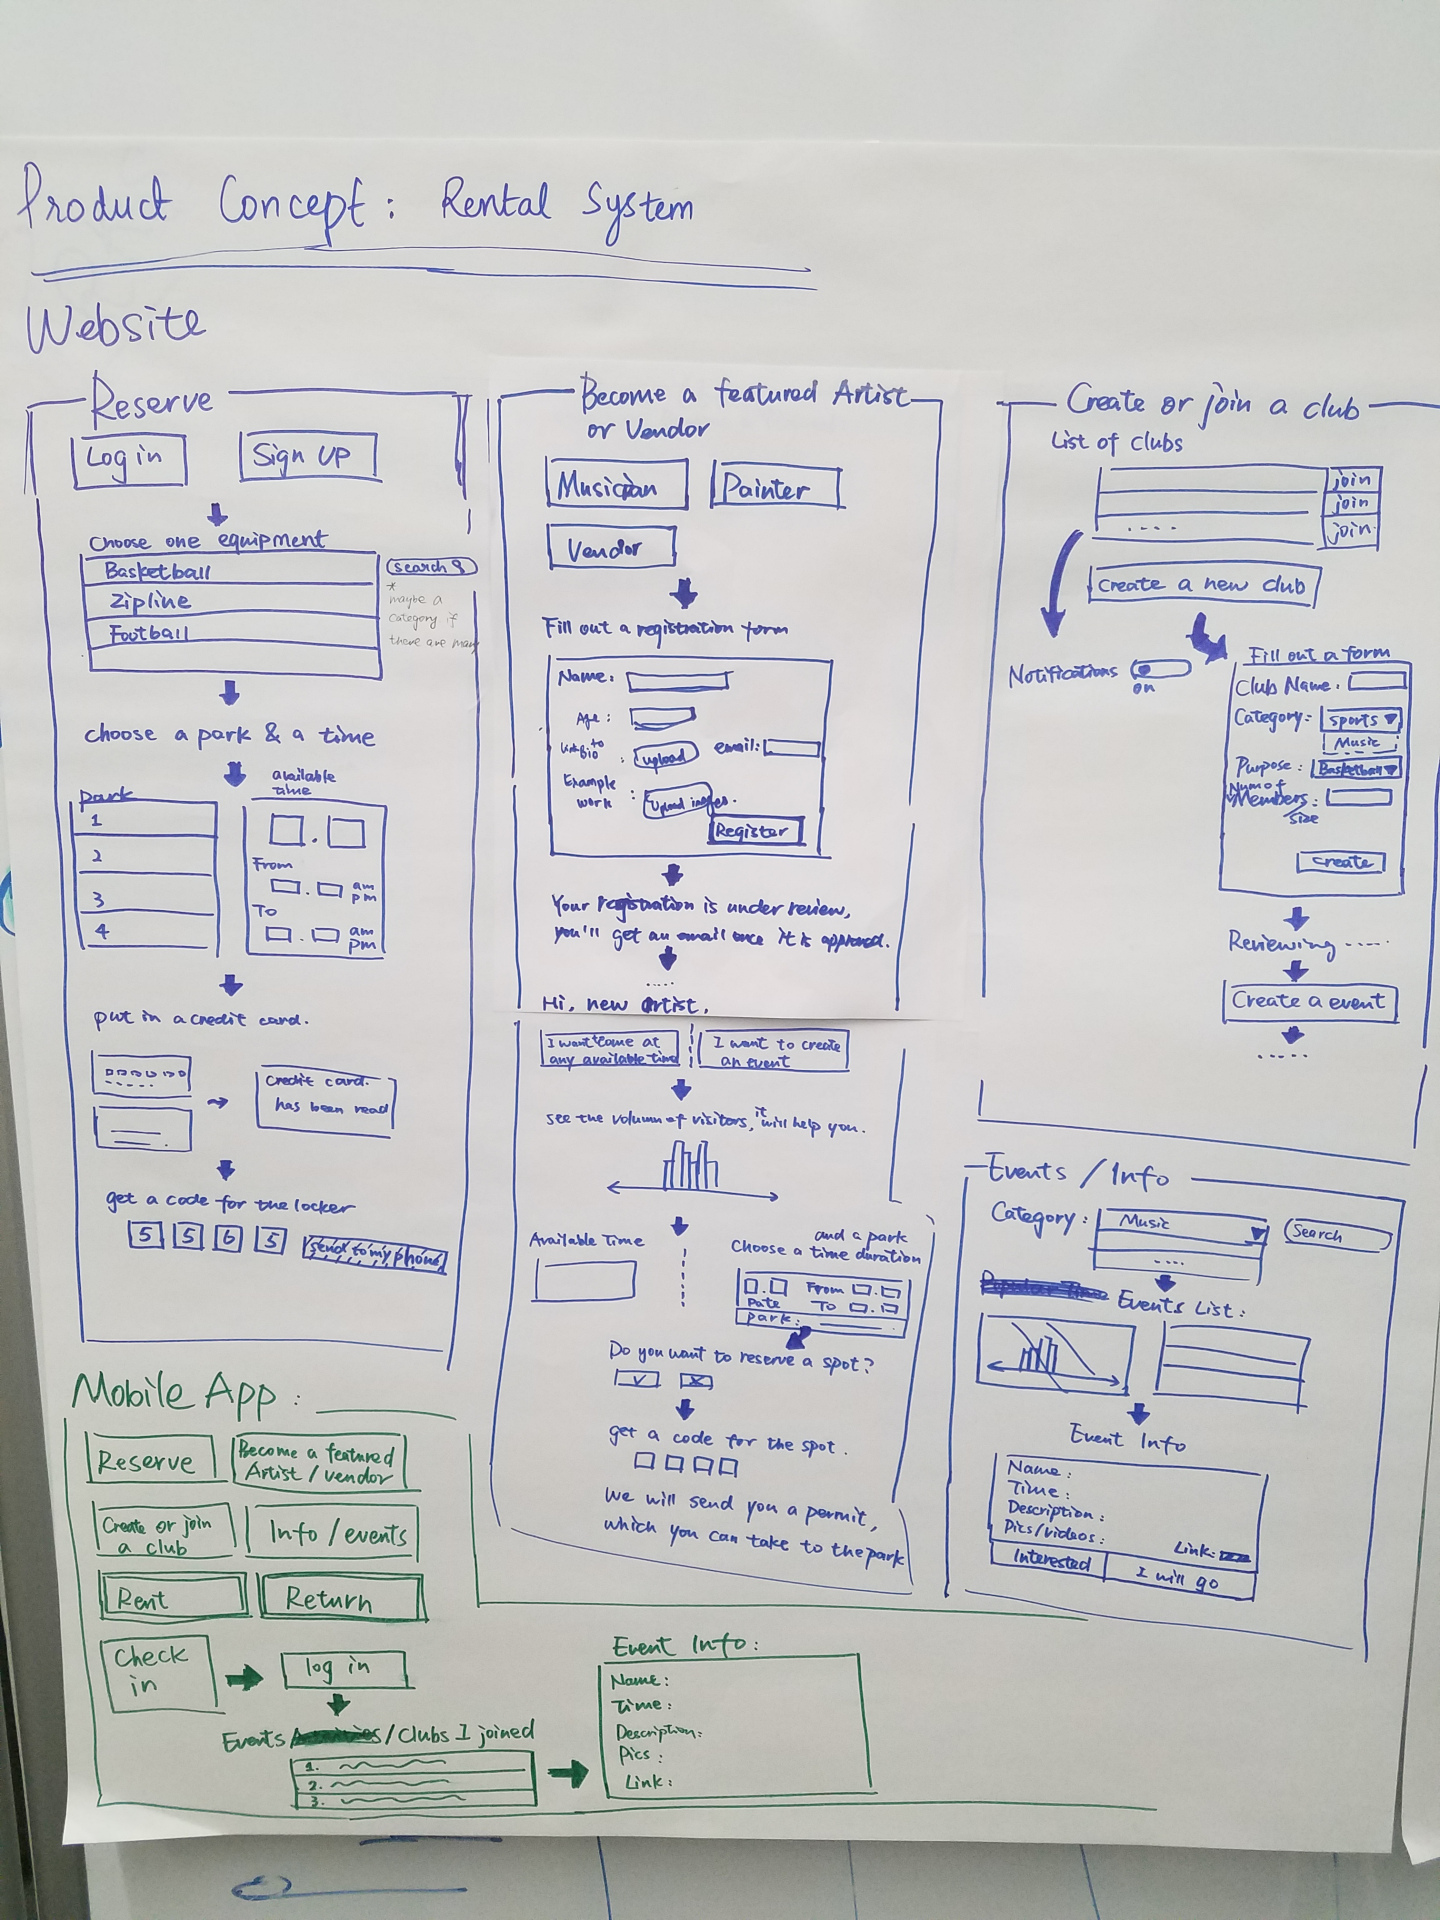 Product Concept: Rental System
Website
Reserve
Log in
Sign Up
Choose one equipment
Basketball
Zipline
Football
search
*
maybe a
category if
there are many
choose a park & a time
park
1
2
3
4
available
time
From
am
pm
To
am
pm
put in a credit card.
credit card.
has been read
get a code for the locker
5 5 6 5
send to my phone
Become a featured Artist
or Vendor
Musician
Painter
Vendor
Fill out a registration form
Name:
Age:
upload
email:
Example
work :
upload images.
Register
Your registration is under review,
you'll get an email once it is approved.
.....
Hi, new artist,
I want come at
any available time
I want to create
an event
see the volumn of visitors, it will help you.
Available Time
and a park
Choose a time duration
From
Date
To
park:
Do you want to reserve a spot?
get a code for the spot.
We will send you a permit,
which you can take to the park
Create or join a club
List of clubs
join
join
....
join
Create a new club
Notifications
on
Fill out a form
Club Name:
Category: sports
Music
Purpose: Basketball
Num of
Members:
/size
create
Reviewing ....
Create a event
.....
Events / Info
Category: Music
....
Search
Events List:
Event Info
Name:
Time:
Description:
Pics/videos:
Link:
Interested
I will go
Mobile App:
Reserve
Become a featured
Artist / vendor
Create or join
a club
Info / events
Rent
Return
Check
in
log in
Events /Clubs I joined
1.
2.
3.
Event Info:
Name:
Time:
Description:
Pics:
Link: